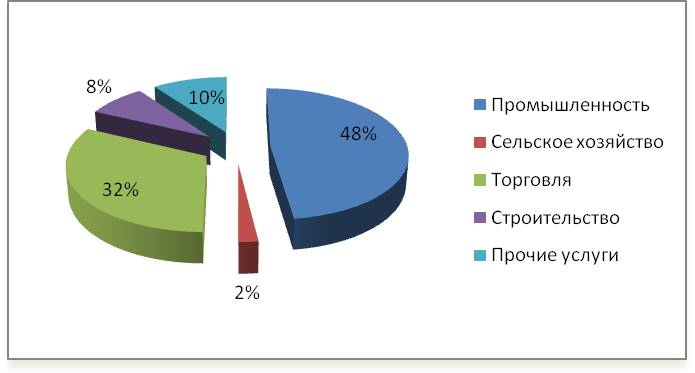 8%
10%
48%
32%
2%
Промышленность
Сельское хозяйство
Торговля
Строительство
Прочие услуги